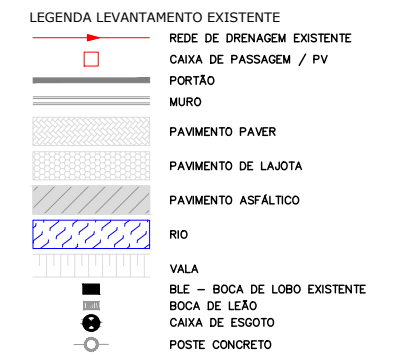 LEGENDA LEVANTAMENTO EXISTENTE
REDE DE DRENAGEM EXISTENTE
CAIXA DE PASSAGEM / PV
PORTÃO
MURO
PAVIMENTO PAVER
PAVIMENTO DE LAJOTA
PAVIMENTO ASFÁLTICO
RIO
VALA
BLE – BOCA DE LOBO EXISTENTE
BOCA DE LEÃO
CAIXA DE ESGOTO
POSTE CONCRETO